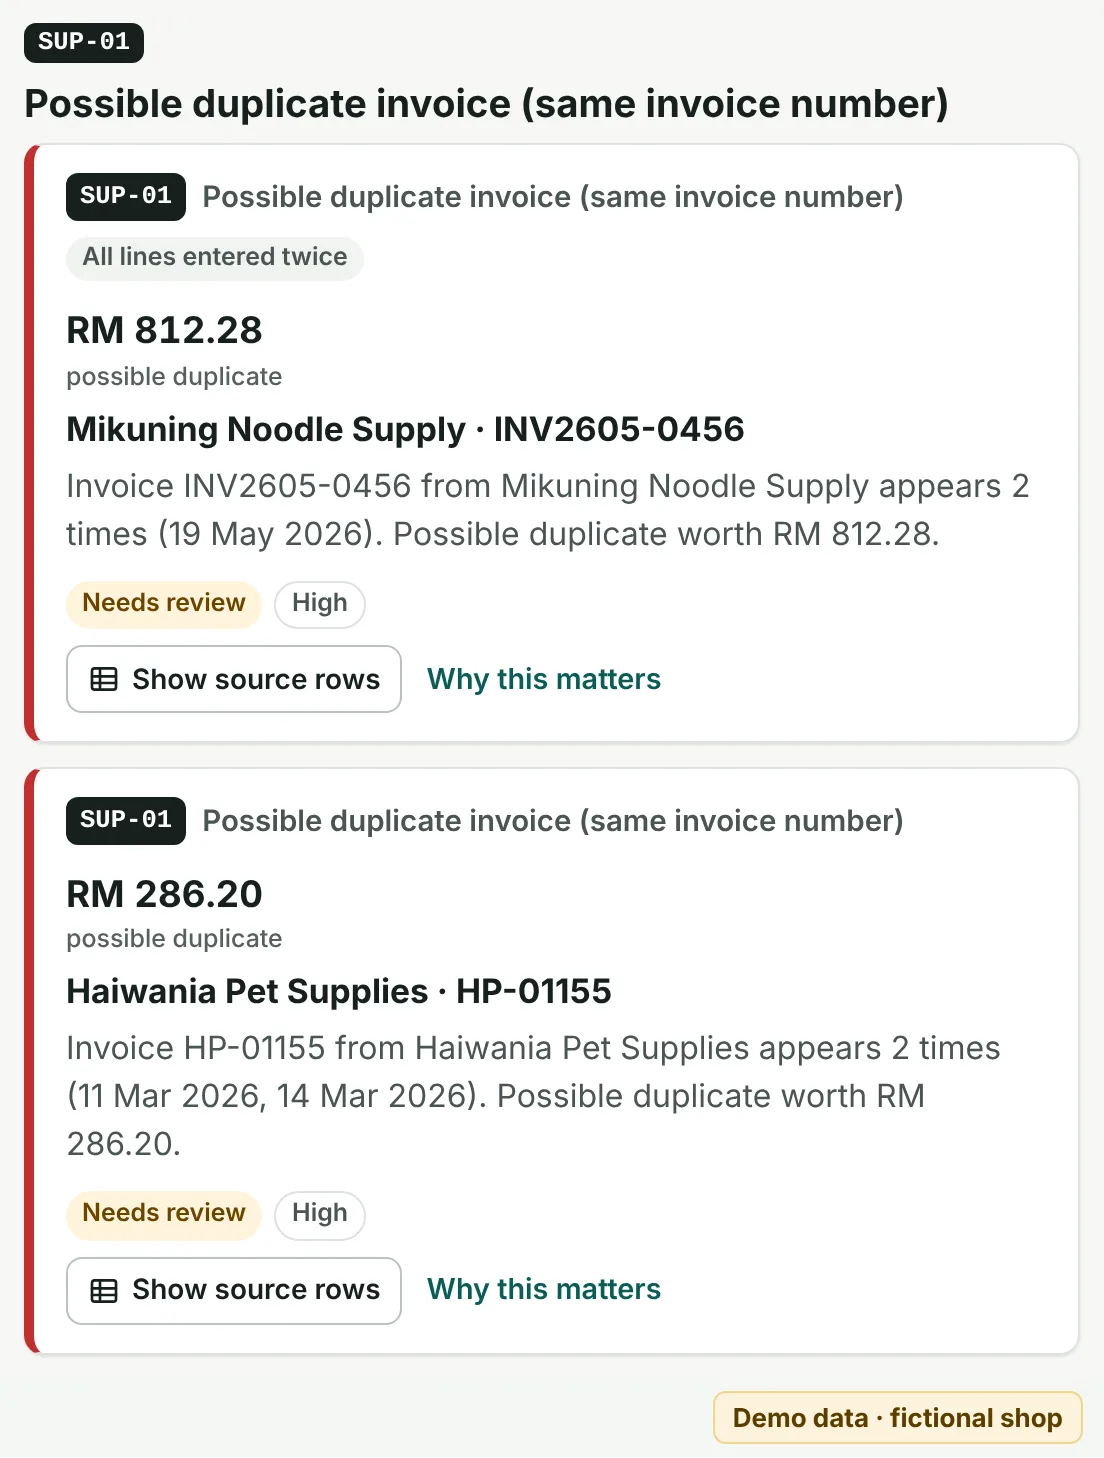 SUP-01
Possible duplicate invoice (same invoice number)
SUP-01 Possible duplicate invoice (same invoice number)
All lines entered twice
RM 812.28
possible duplicate
Mikuning Noodle Supply · INV2605-0456
Invoice INV2605-0456 from Mikuning Noodle Supply appears 2
times (19 May 2026). Possible duplicate worth RM 812.28.
Needs review High
Show source rows Why this matters
SUP-01 Possible duplicate invoice (same invoice number)
RM 286.20
possible duplicate
Haiwania Pet Supplies · HP-01155
Invoice HP-01155 from Haiwania Pet Supplies appears 2 times
(11 Mar 2026, 14 Mar 2026). Possible duplicate worth RM
286.20.
Needs review High
Show source rows Why this matters
Demo data · fictional shop